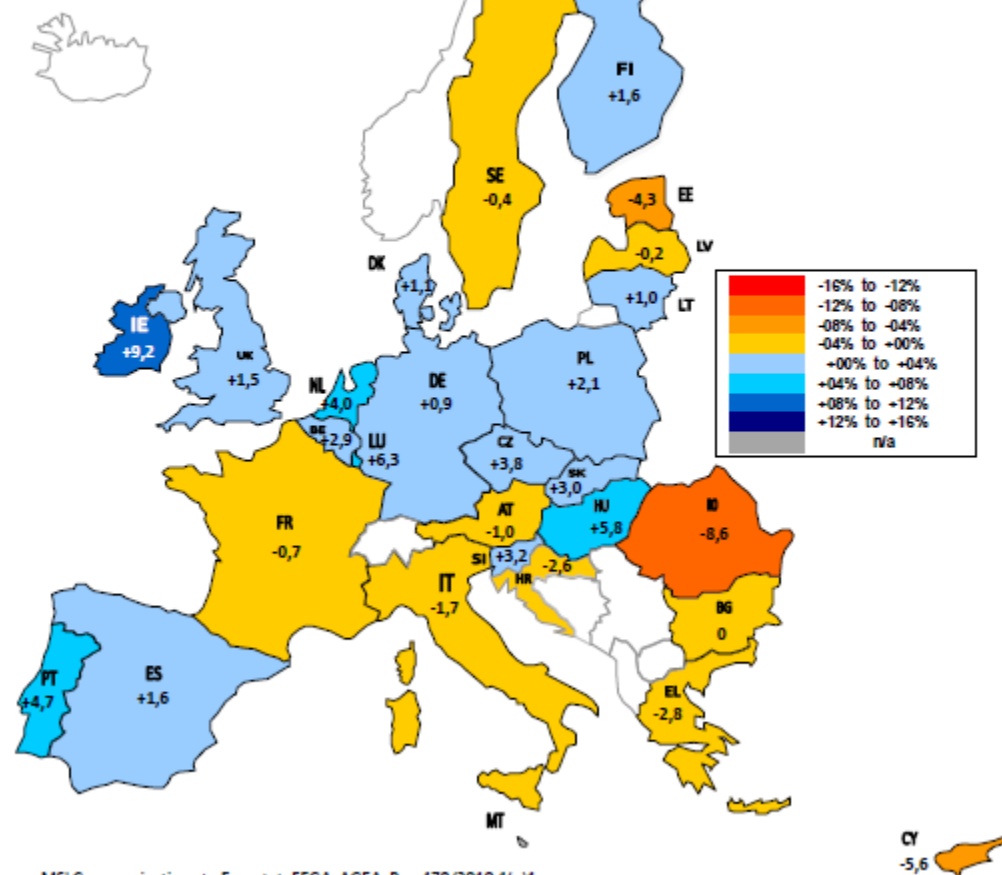 FI
+1,6
SE
-0,4
-4,3 EE
LV
-0,2
DK
+1,1
+1,0 LT
-16% to -12%
-12% to -08%
-08% to -04%
-04% to +00%
+00% to +04%
+04% to +08%
+08% to +12%
+12% to +16%
n/a
IE
+9,2
UK
+1,5
NL
+4,0
DE
+0,9
PL
+2,1
BE
+2,9
LU
+6,3
CZ
+3,8
SK
+3,0
AT
-1,0
HU
+5,8
RO
-8,6
FR
-0,7
SI +3,2
-2,6
HR
IT
-1,7
BG
0
PT
+4,7
ES
+1,6
EL
-2,8
MT
CY
-5,6